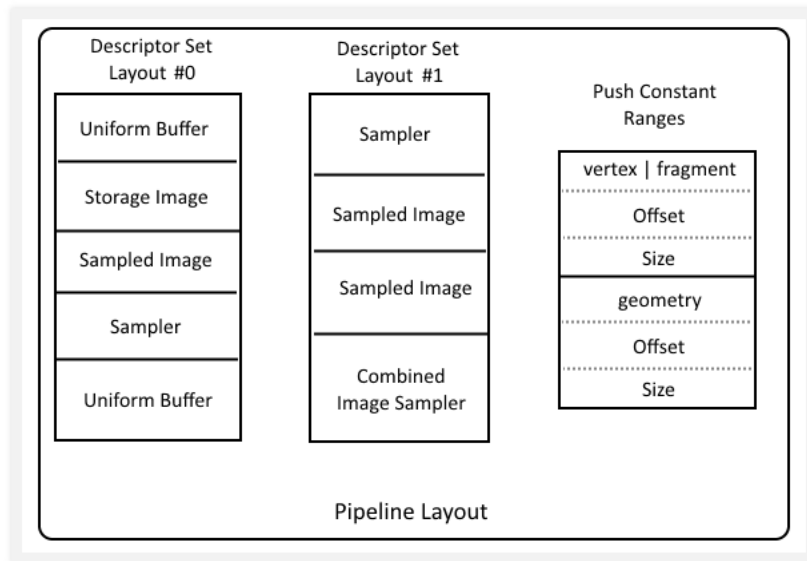 Descriptor Set
Layout #0
Uniform Buffer
Storage Image
Sampled Image
Sampler
Uniform Buffer
Descriptor Set
Layout #1
Sampler
Sampled Image
Sampled Image
Combined
Image Sampler
Push Constant
Ranges
vertex | fragment
Offset
Size
geometry
Offset
Size
Pipeline Layout